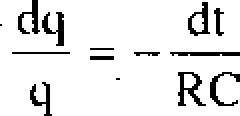 dq/q = - dt/RC